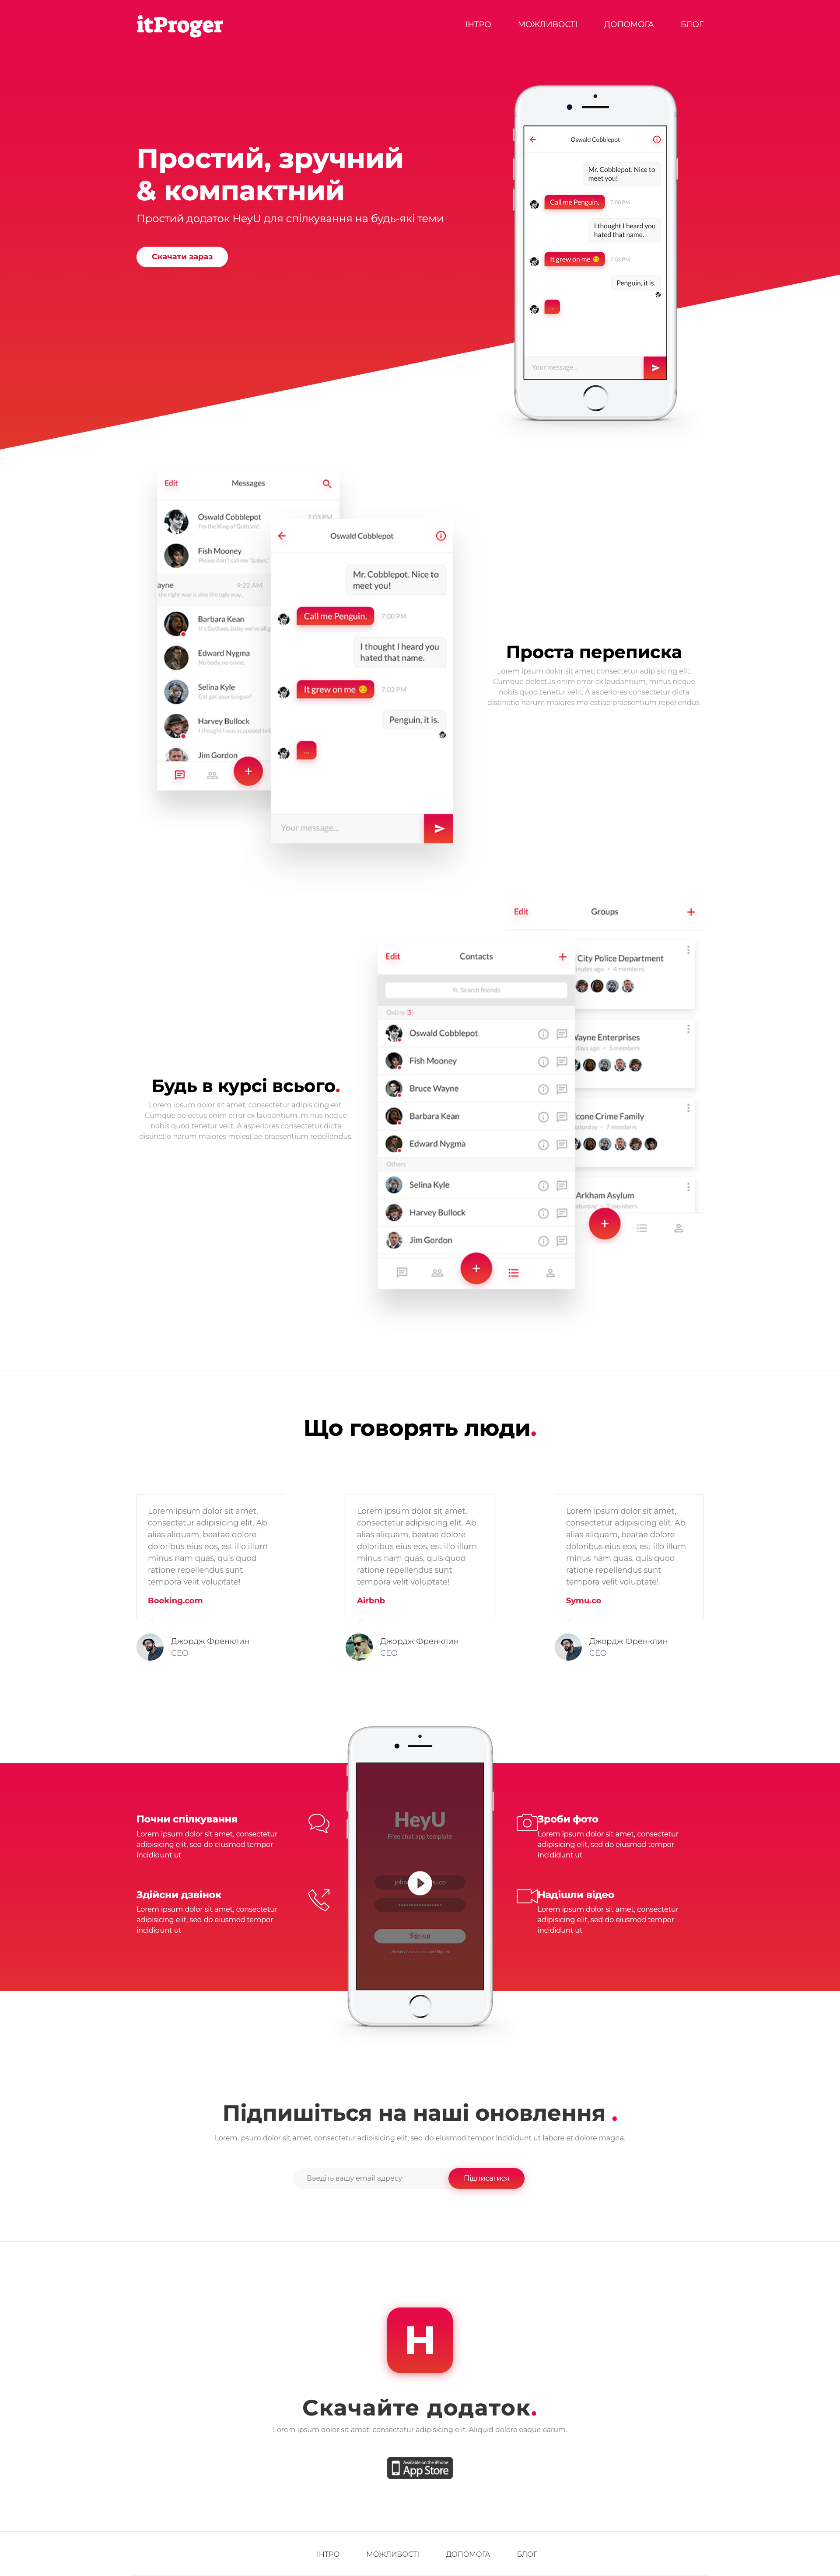 itProger
ІНТРО
МОЖЛИВОСТІ
ДОПОМОГА
БЛОГ
Простий, зручний
& компактний
Простий додаток HeyU для спілкування на будь-які теми
Скачати зараз
Oswald Cobblepot
Mr. Cobblepot. Nice to
meet you!
Call me Penguin.
7:00 PM
I thought I heard you
hated that name.
It grew on me
7:03 PM
Penguin, it is.
...
Your message...
Edit
Messages
Oswald Cobblepot
7:03 PM
I'm the King of Gotham!
Fish Mooney
Please don't call me "babes."
ayne
9:22 AM
the right way is also the ugly way.
Barbara Kean
It's Gotham, baby, we've all g
Edward Nygma
No body, no crime.
Selina Kyle
Cat got your tongue?
Harvey Bullock
I thought I was supposed to b
Jim Gordon
Oswald Cobblepot
Mr. Cobblepot. Nice to
meet you!
Call me Penguin.
7:00 PM
I thought I heard you
hated that name.
It grew on me
7:03 PM
Penguin, it is.
...
Your message...
Проста переписка
Lorem ipsum dolor sit amet, consectetur adipisicing elit.
Cumque delectus enim error ex laudantium, minus neque
nobis quod tenetur velit. A asperiores consectetur dicta
distinctio harum maiores molestiae praesentium repellendus.
Edit
Groups
City Police Department
inutes ago • 4 members
Wayne Enterprises
days ago • 5 members
lcone Crime Family
aturday • 7 members
Arkham Asylum
aturday • 7 members
Edit
Contacts
Search friends
Online (5)
Oswald Cobblepot
Fish Mooney
Bruce Wayne
Barbara Kean
Edward Nygma
Others
Selina Kyle
Harvey Bullock
Jim Gordon
Будь в курсі всього.
Lorem ipsum dolor sit amet, consectetur adipisicing elit.
Cumque delectus enim error ex laudantium, minus neque
nobis quod tenetur velit. A asperiores consectetur dicta
distinctio harum maiores molestiae praesentium repellendus.
Що говорять люди.
Lorem ipsum dolor sit amet,
consectetur adipisicing elit. Ab
alias aliquam, beatae dolore
doloribus eius eos, est illo illum
minus nam quas, quis quod
ratione repellendus sunt
tempora velit voluptate!
Booking.com
Джордж Френклин
CEO
Lorem ipsum dolor sit amet,
consectetur adipisicing elit. Ab
alias aliquam, beatae dolore
doloribus eius eos, est illo illum
minus nam quas, quis quod
ratione repellendus sunt
tempora velit voluptate!
Airbnb
Джордж Френклин
CEO
Lorem ipsum dolor sit amet,
consectetur adipisicing elit. Ab
alias aliquam, beatae dolore
doloribus eius eos, est illo illum
minus nam quas, quis quod
ratione repellendus sunt
tempora velit voluptate!
Symu.co
Джордж Френклин
CEO
Почни спілкування
Lorem ipsum dolor sit amet, consectetur
adipisicing elit, sed do eiusmod tempor
incididunt ut
Здійсни дзвінок
Lorem ipsum dolor sit amet, consectetur
adipisicing elit, sed do eiusmod tempor
incididunt ut
HeyU
Free chat app template
Sign up
Already have an account? Sign in
Зроби фото
Lorem ipsum dolor sit amet, consectetur
adipisicing elit, sed do eiusmod tempor
incididunt ut
Надішли відео
Lorem ipsum dolor sit amet, consectetur
adipisicing elit, sed do eiusmod tempor
incididunt ut
Підпишіться на наші оновлення .
Lorem ipsum dolor sit amet, consectetur adipisicing elit, sed do eiusmod tempor incididunt ut labore et dolore magna.
Введіть вашу email адресу
Підписатися
H
Скачайте додаток.
Lorem ipsum dolor sit amet, consectetur adipisicing elit. Aliquid dolore eaque earum.
Available on the iPhone
App Store
ІНТРО
МОЖЛИВОСТІ
ДОПОМОГА
БЛОГ